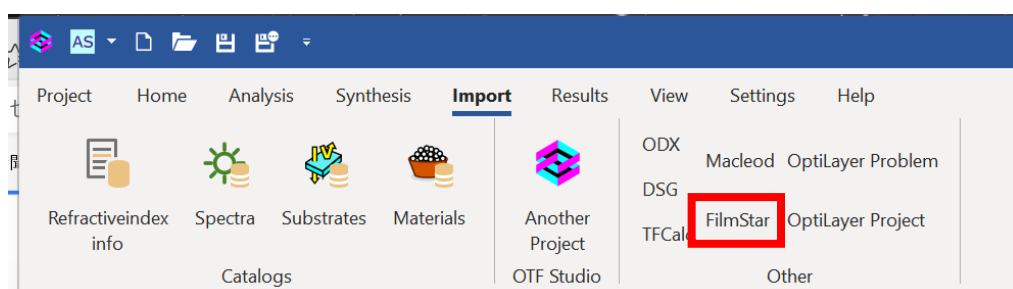 AS
Project Home Analysis Synthesis Import Results View Settings Help
Refractiveindex info
Spectra
Substrates
Materials
Catalogs
Another Project
OTF Studio
ODX
DSG
Macleod
FilmStar
OptiLayer Problem
OptiLayer Project
Other